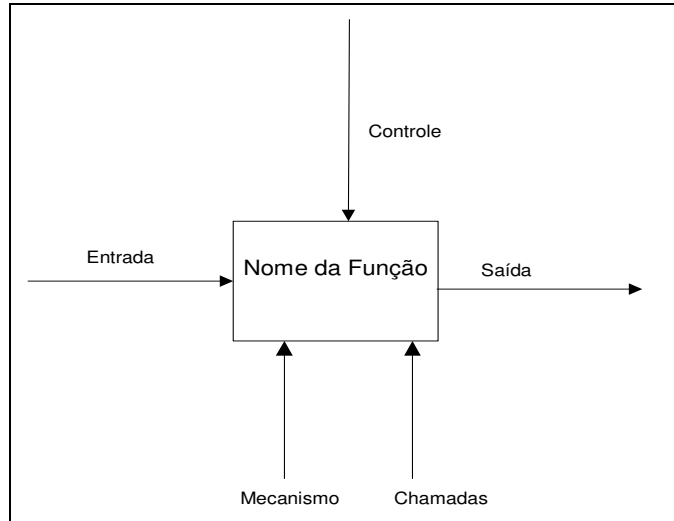 Controle
Entrada
Nome da Função
Saída
Mecanismo
Chamadas